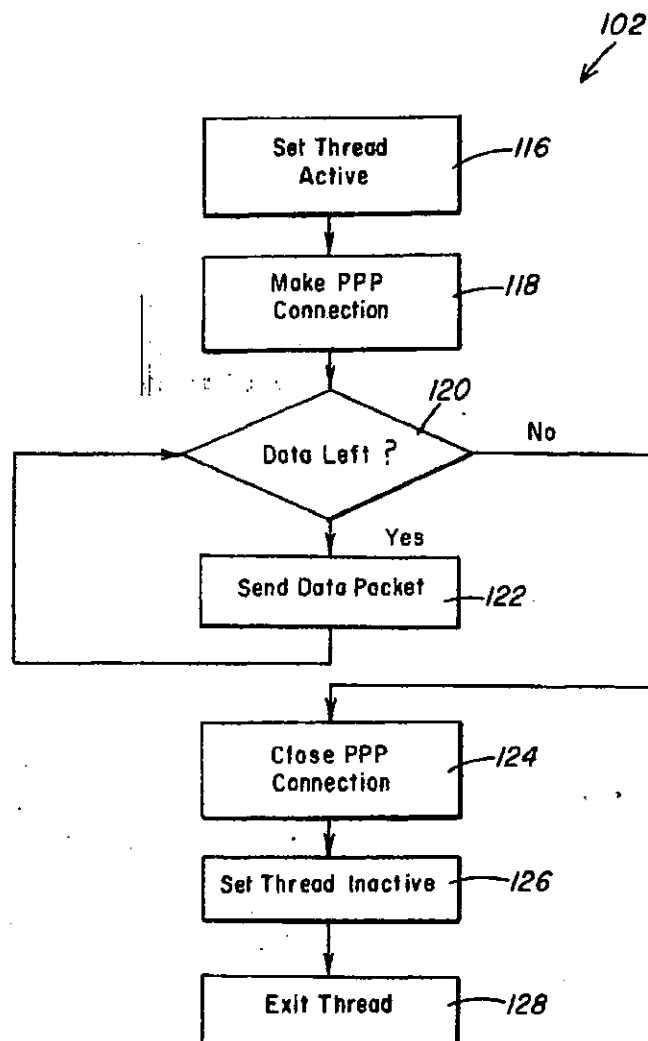 102
Set Thread
Active
116
Make PPP
Connection
118
120
Data Left ?
No
Yes
Send Data Packet
122
Close PPP
Connection
124
Set Thread Inactive
126
Exit Thread
128